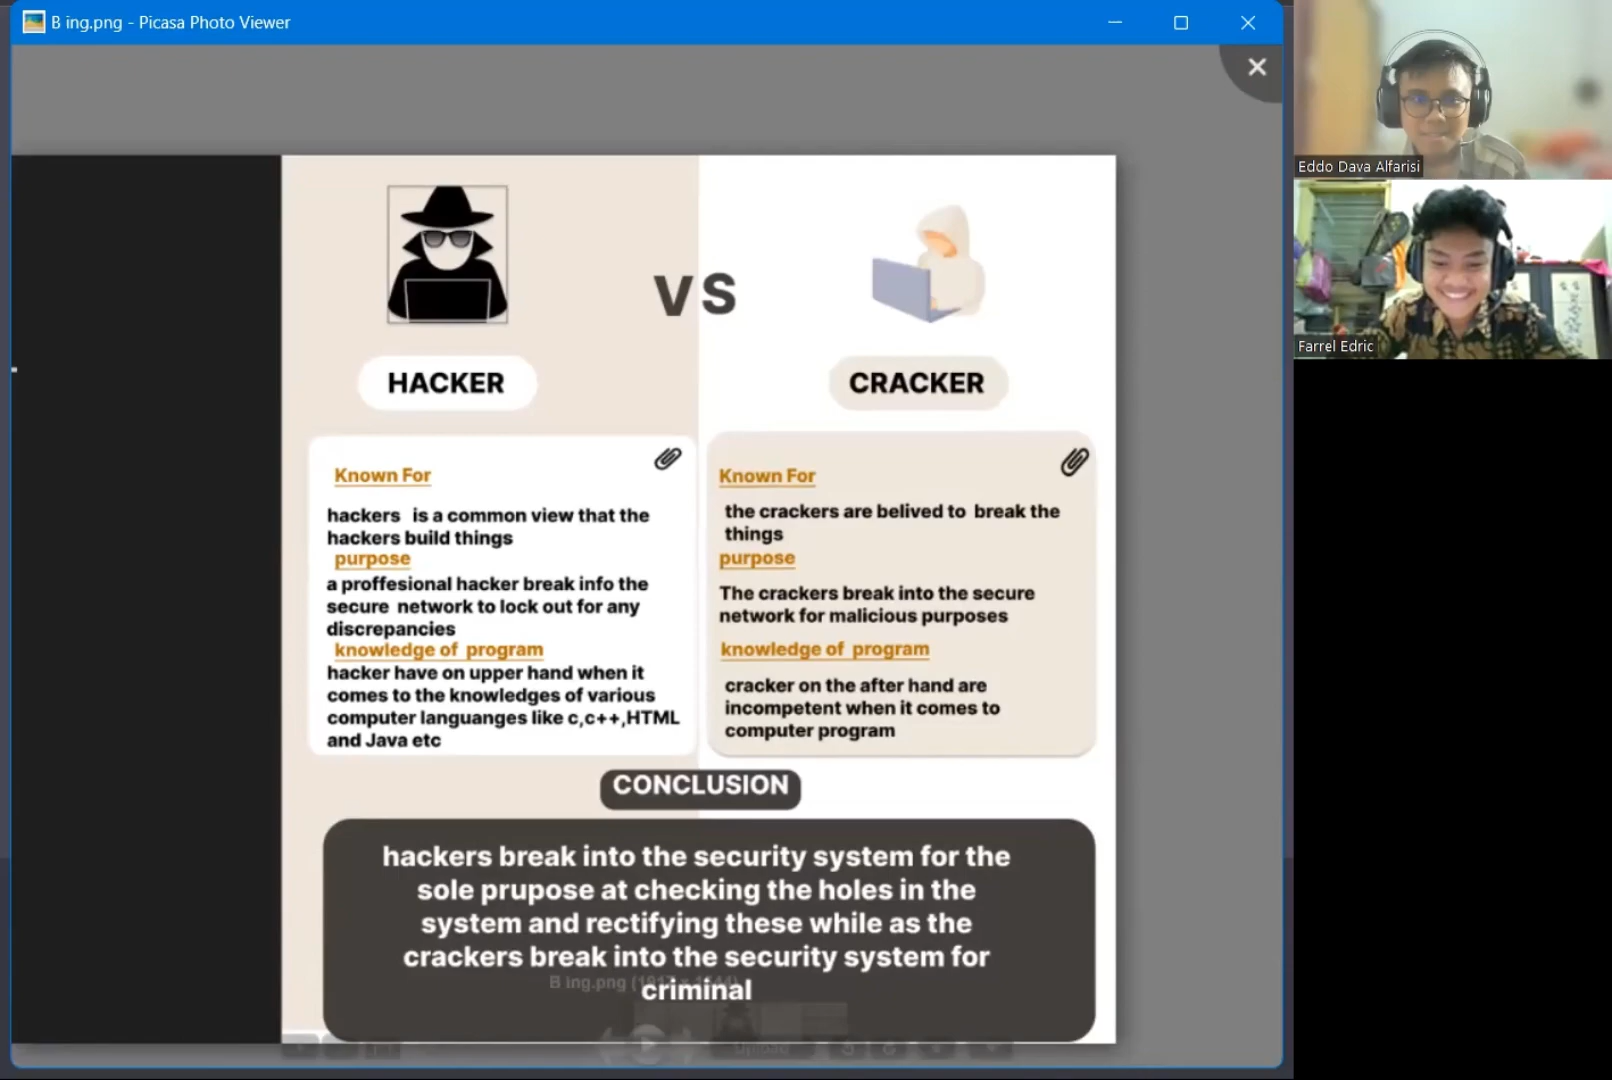 B ing.png - Picasa Photo Viewer
Eddo Dava Alfarisi
Farrel Edric
VS
HACKER
CRACKER
Known For
hackers is a common view that the
hackers build things
purpose
a proffesional hacker break info the
secure network to lock out for any
discrepancies
knowledge of program
hacker have on upper hand when it
comes to the knowledges of various
computer languanges like c,c++,HTML
and Java etc
Known For
the crackers are belived to break the
things
purpose
The crackers break into the secure
network for malicious purposes
knowledge of program
cracker on the after hand are
incompetent when it comes to
computer program
CONCLUSION
hackers break into the security system for the
sole prupose at checking the holes in the
system and rectifying these while as the
crackers break into the security system for
criminal
B ing.png
Upload